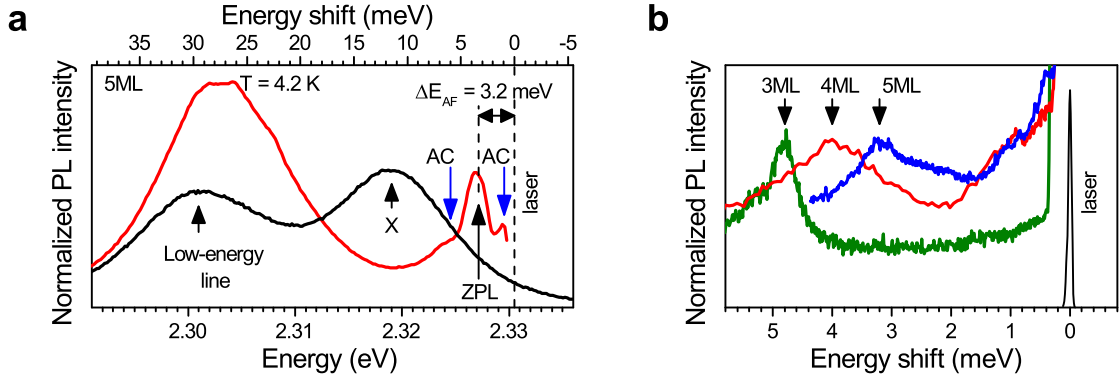 a
Energy shift (meV)
35 30 25 20 15 10 5 0 -5
5ML
T = 4.2 K
ΔE_AF = 3.2 meV
AC
AC
laser
X
Low-energy
line
ZPL
Normalized PL intensity
2.30 2.31 2.32 2.33
Energy (eV)
b
3ML
4ML
5ML
laser
Normalized PL intensity
5 4 3 2 1 0
Energy shift (meV)